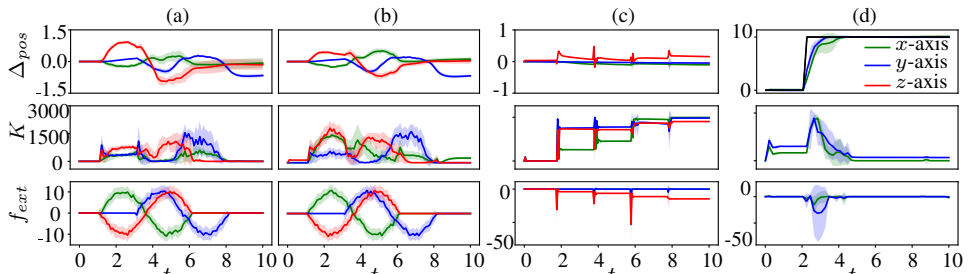 (a) (b) (c) (d)
Δpos 1.5 0.0 -1.5 1 0 -1 10 0
x-axis
y-axis
z-axis
K 3000 1500 0
fext 10 0 -10 0 -50 0 -50
0 2 4 6 8 10 0 2 4 6 8 10 0 2 4 6 8 10 0 2 4 6 8 10
t t t t